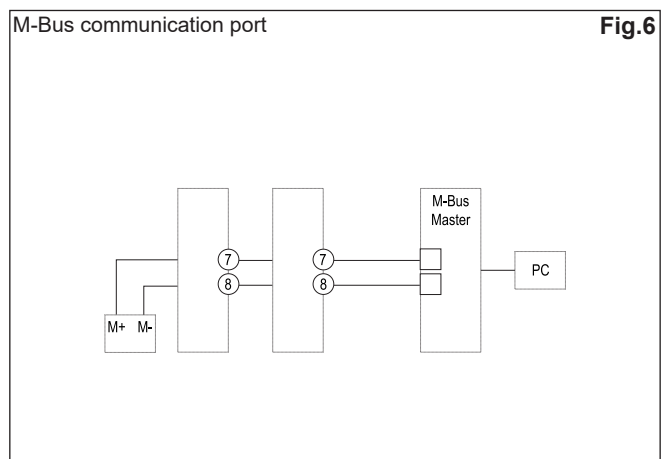 M-Bus communication port Fig.6
M-Bus
Master
7 7
PC
8 8
M+ M-